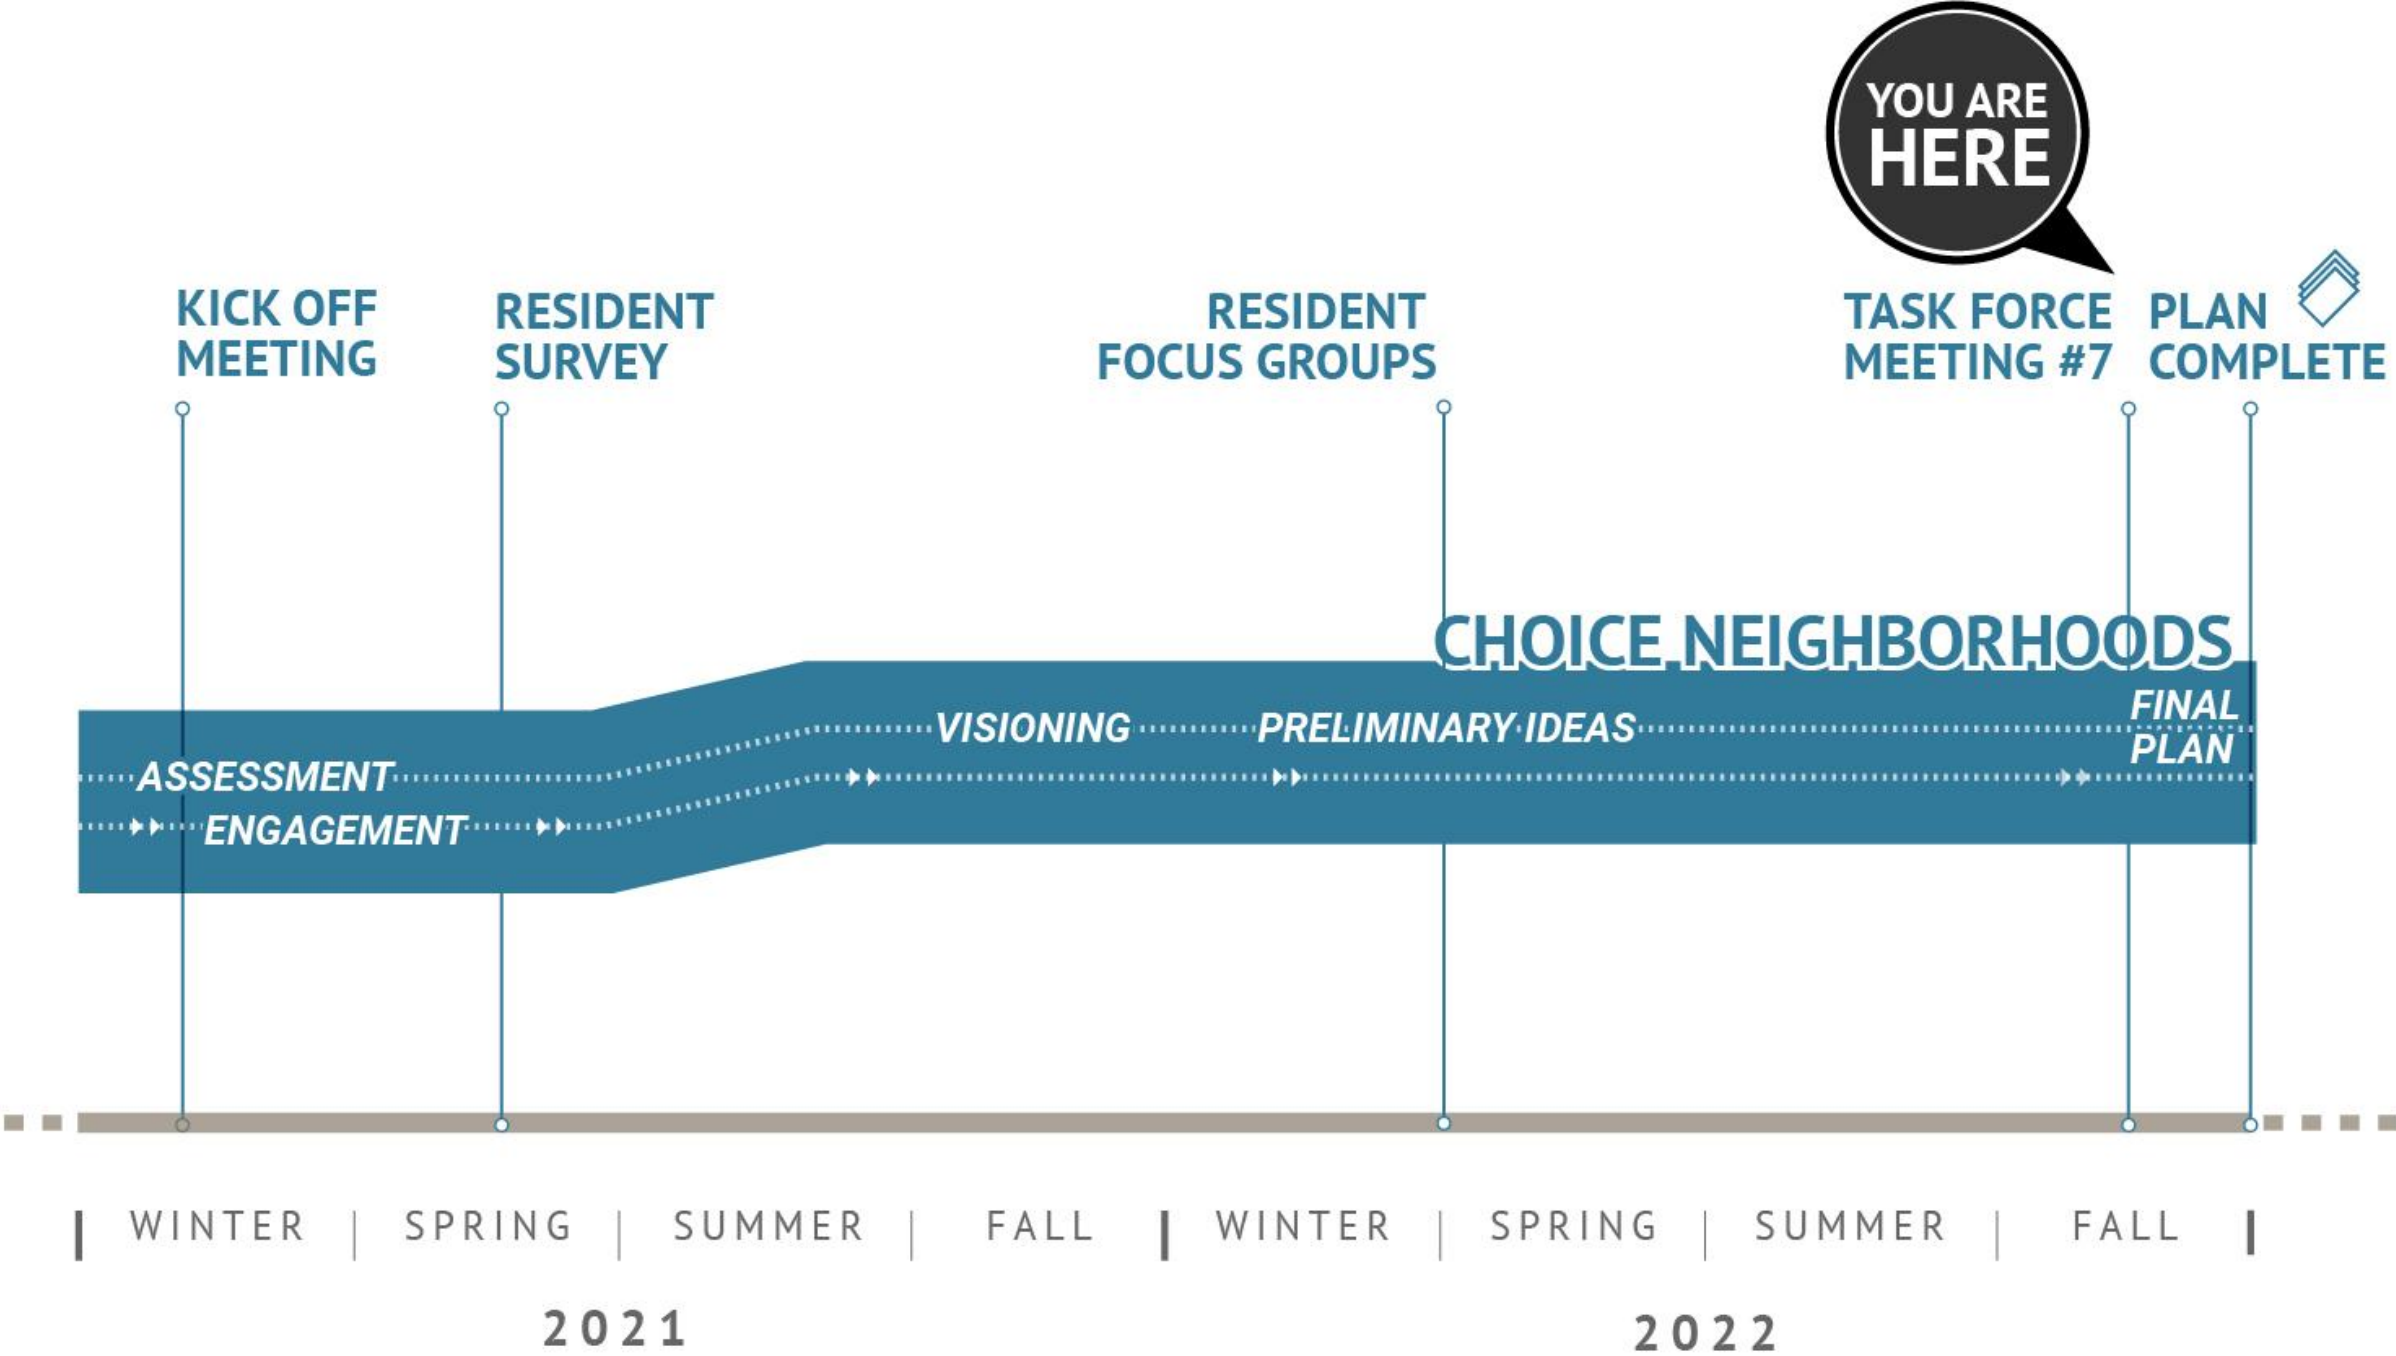 YOU ARE
HERE
KICK OFF
MEETING
RESIDENT
SURVEY
RESIDENT
FOCUS GROUPS
TASK FORCE
MEETING #7
PLAN
COMPLETE
CHOICE NEIGHBORHOODS
ASSESSMENT
ENGAGEMENT
VISIONING
PRELIMINARY IDEAS
FINAL
PLAN
WINTER SPRING SUMMER FALL WINTER SPRING SUMMER FALL
2021 2022